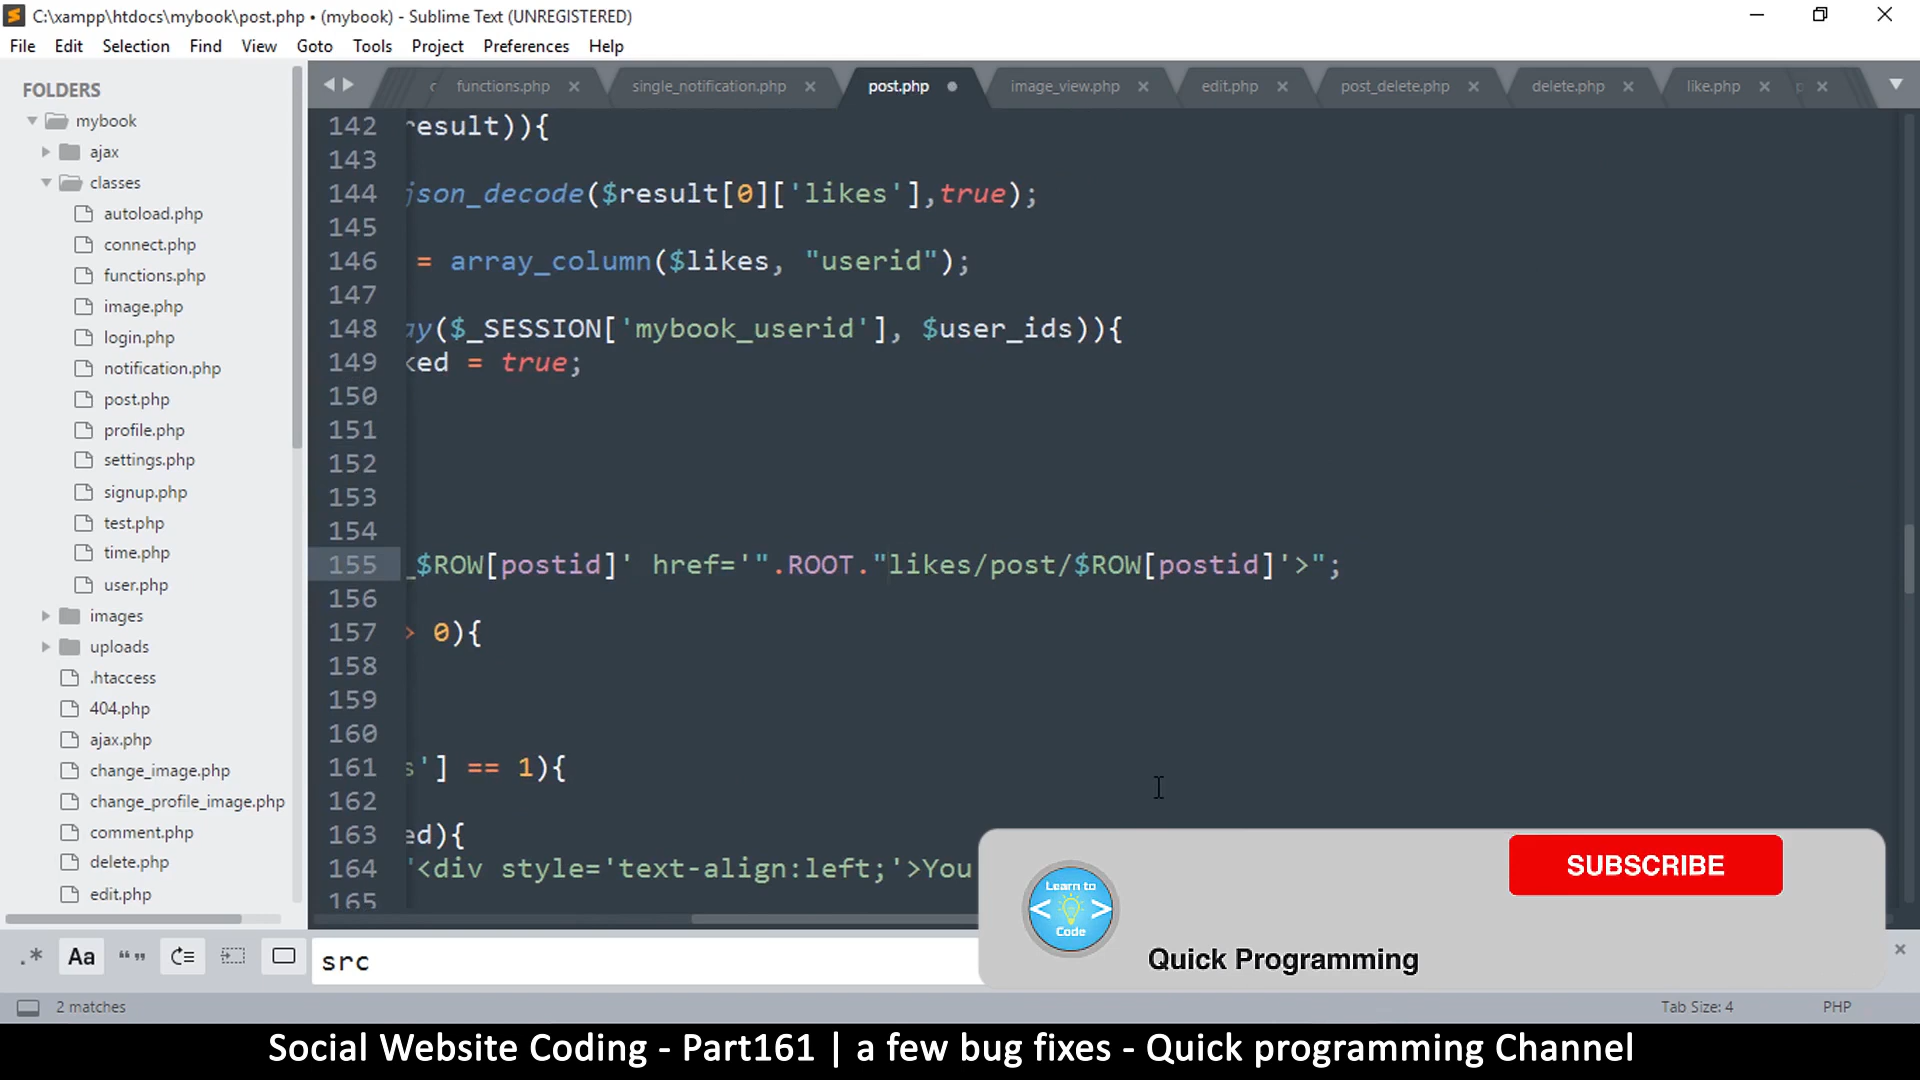 C:\xampp\htdocs\mybook\post.php • (mybook) - Sublime Text (UNREGISTERED)
File Edit Selection Find View Goto Tools Project Preferences Help
FOLDERS
mybook
ajax
classes
autoload.php
connect.php
functions.php
image.php
login.php
notification.php
post.php
profile.php
settings.php
signup.php
test.php
time.php
user.php
images
uploads
.htaccess
404.php
ajax.php
change_image.php
change_profile_image.php
comment.php
delete.php
edit.php
functions.php single_notification.php post.php image_view.php edit.php post_delete.php delete.php like.php
142 result)){
143
144 json_decode($result[0]['likes'],true);
145
146 = array_column($likes, "userid");
147
148 ay($_SESSION['mybook_userid'], $user_ids)){
149 ked = true;
150
151
152
153
154
155 _$ROW[postid]' href='".ROOT."likes/post/$ROW[postid]'>";
156
157 > 0){
158
159
160
161 s'] == 1){
162
163 ed){
164 "<div style='text-align:left;'>You
165
.* Aa “” src
2 matches Tab Size: 4 PHP
Learn to
< >
Code
SUBSCRIBE
Quick Programming
Social Website Coding - Part161 | a few bug fixes - Quick programming Channel